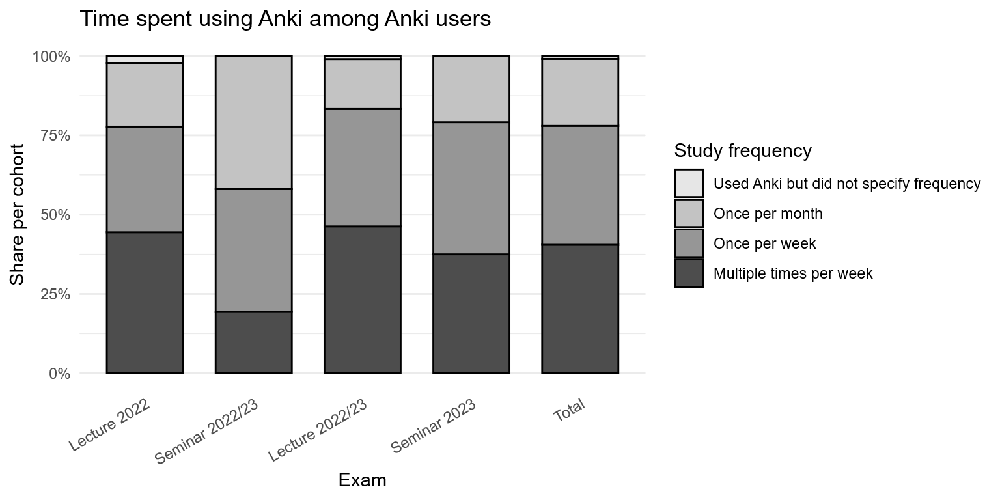 Time spent using Anki among Anki users
100%
75%
50%
25%
0%
Share per cohort
Lecture 2022
Seminar 2022/23
Lecture 2022/23
Seminar 2023
Total
Exam
Study frequency
Used Anki but did not specify frequency
Once per month
Once per week
Multiple times per week